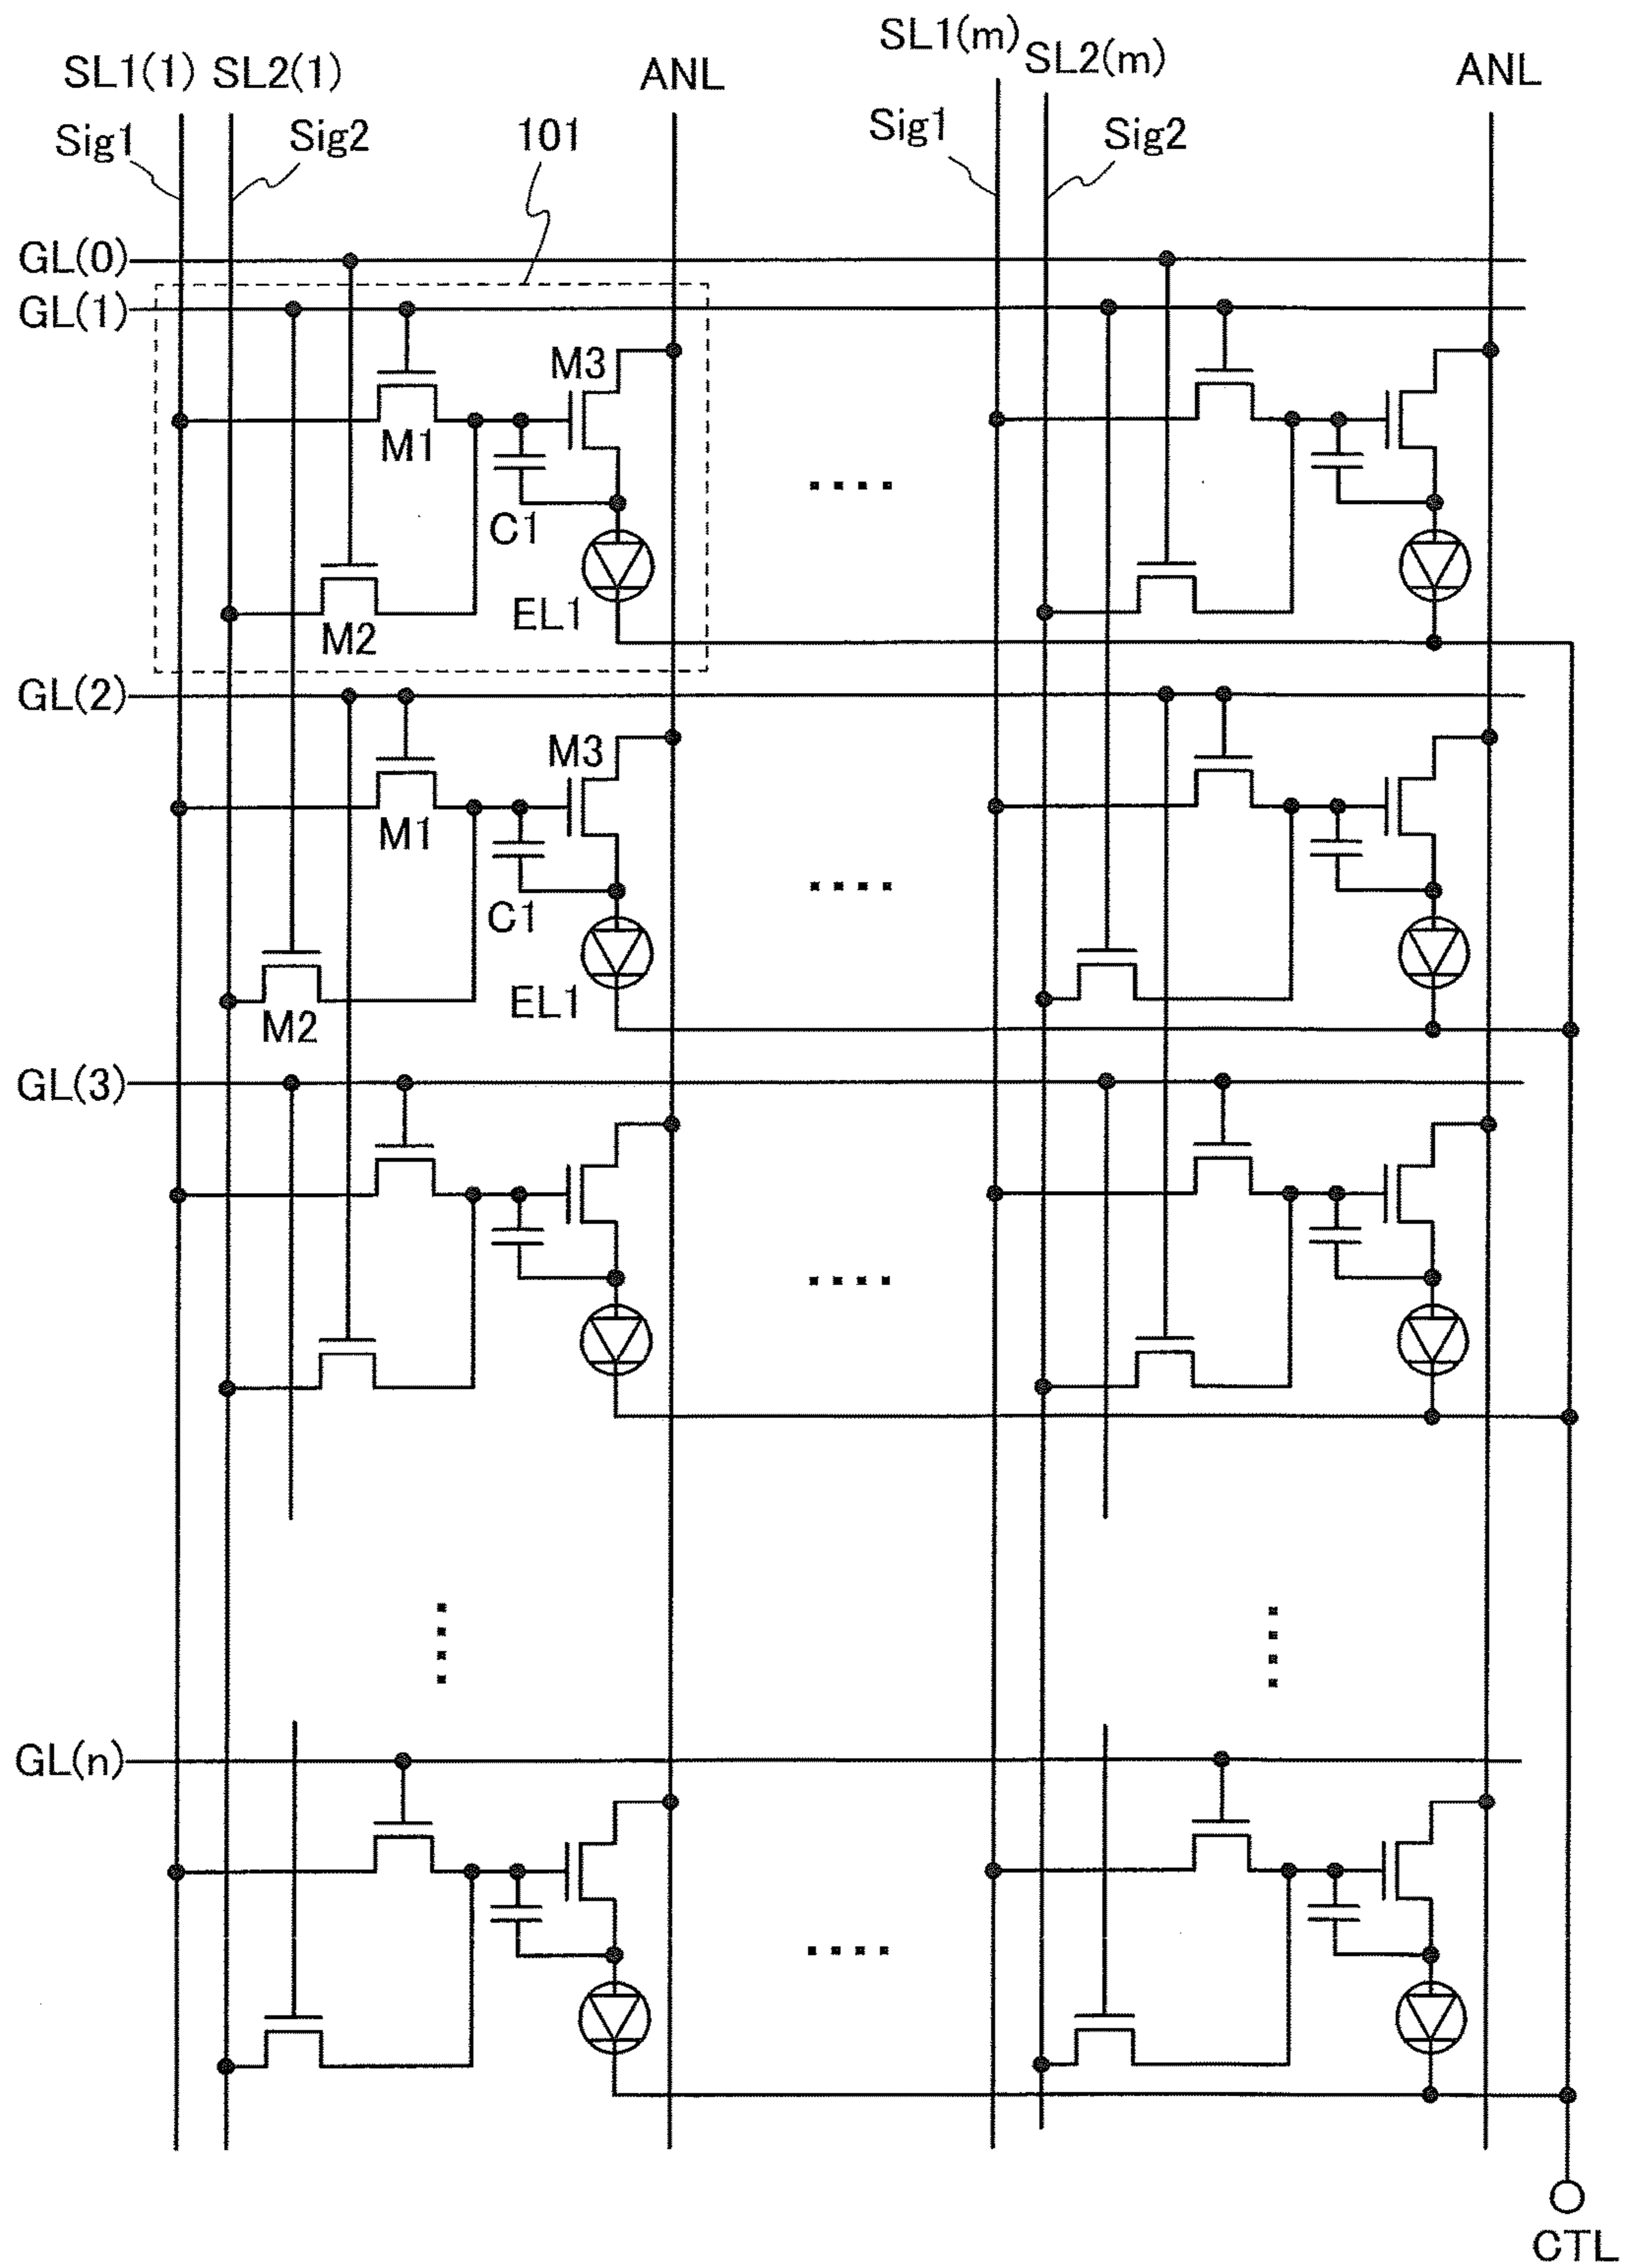 SL1(1) SL2(1) ANL SL1(m) SL2(m) ANL
Sig1 Sig2 101 Sig1 Sig2
GL(0)
GL(1)
M3
M1
C1
EL1
M2
GL(2)
M3
M1
C1
EL1
M2
GL(3)
GL(n)
CTL